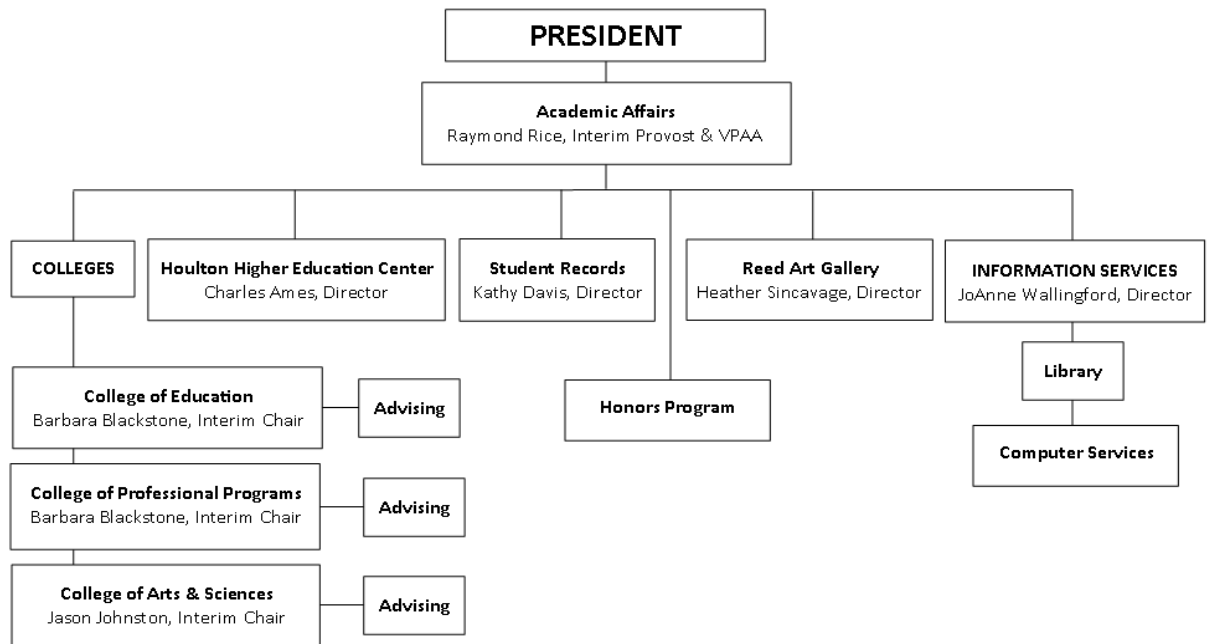 PRESIDENT
Academic Affairs
Raymond Rice, Interim Provost & VPAA
COLLEGES
Houlton Higher Education Center
Charles Ames, Director
Student Records
Kathy Davis, Director
Reed Art Gallery
Heather Sincavage, Director
INFORMATION SERVICES
JoAnne Wallingford, Director
Library
Computer Services
Honors Program
College of Education
Barbara Blackstone, Interim Chair
Advising
College of Professional Programs
Barbara Blackstone, Interim Chair
Advising
College of Arts & Sciences
Jason Johnston, Interim Chair
Advising